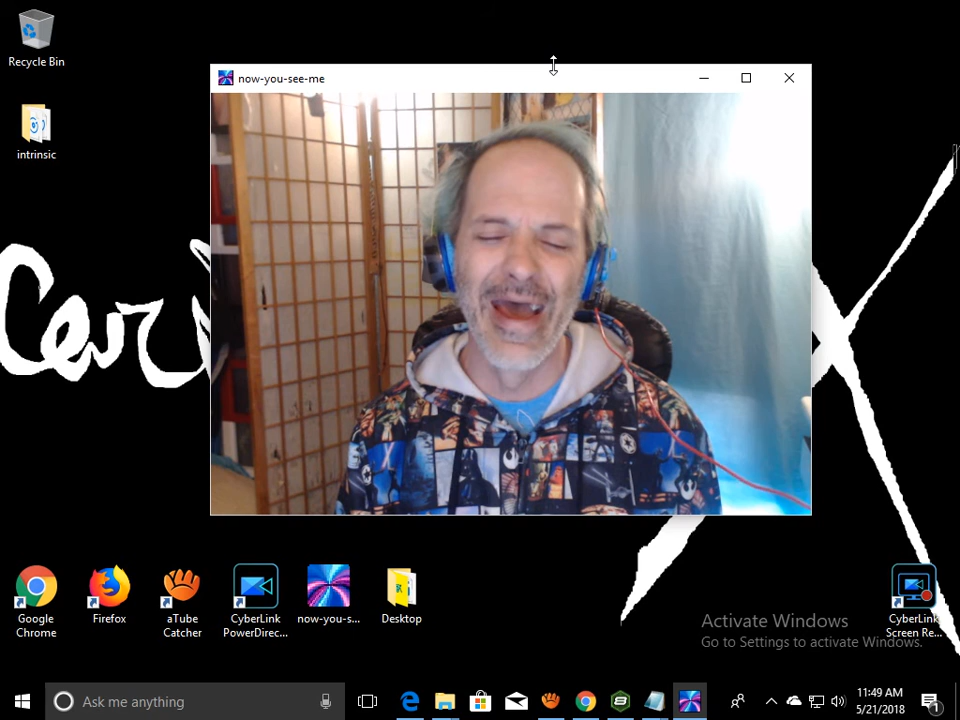 Recycle Bin
intrinsic
now-you-see-me
Google
Chrome
Firefox
aTube
Catcher
CyberLink
PowerDirec...
now-you-s...
Desktop
CyberLink
Screen Re...
Activate Windows
Go to Settings to activate Windows.
Ask me anything
11:49 AM
5/21/2018
1